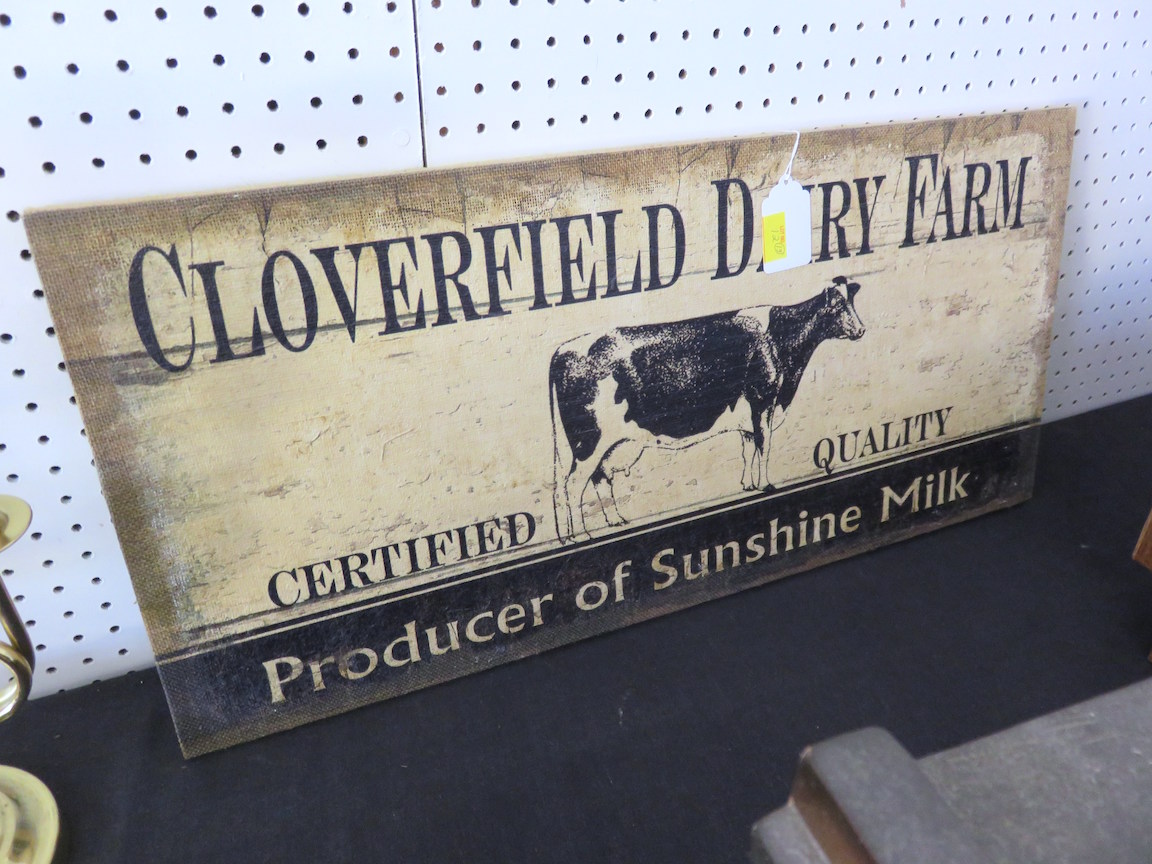 CLOVERFIELD DAIRY FARM
CERTIFIED QUALITY
Producer of Sunshine Milk